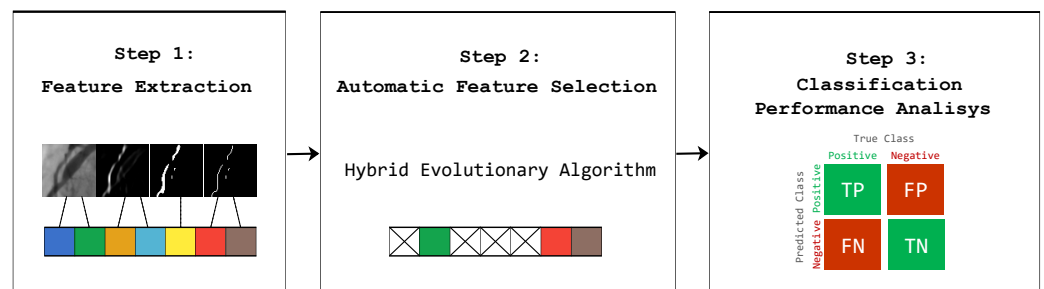 Step 1:
Feature Extraction
Step 2:
Automatic Feature Selection
Hybrid Evolutionary Algorithm
Step 3:
Classification
Performance Analisys
True Class
Positive Negative
Predicted Class
Positive
Negative
TP FP
FN TN